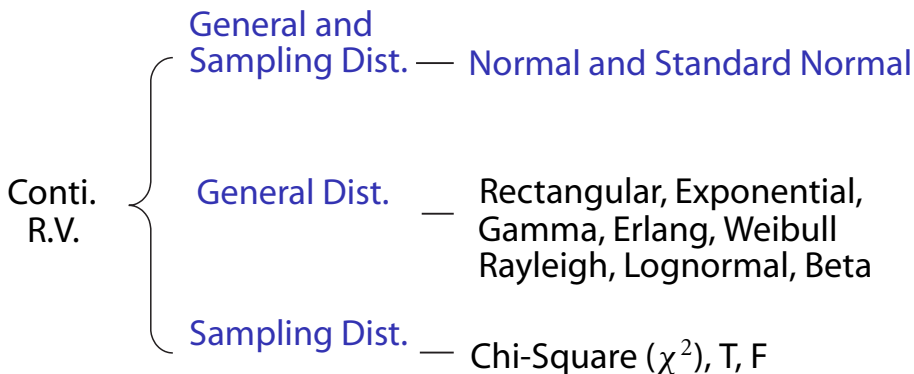 General and
Sampling Dist. — Normal and Standard Normal
Conti.
R.V.
General Dist. — Rectangular, Exponential,
Gamma, Erlang, Weibull
Rayleigh, Lognormal, Beta
Sampling Dist. — Chi-Square (χ²), T, F